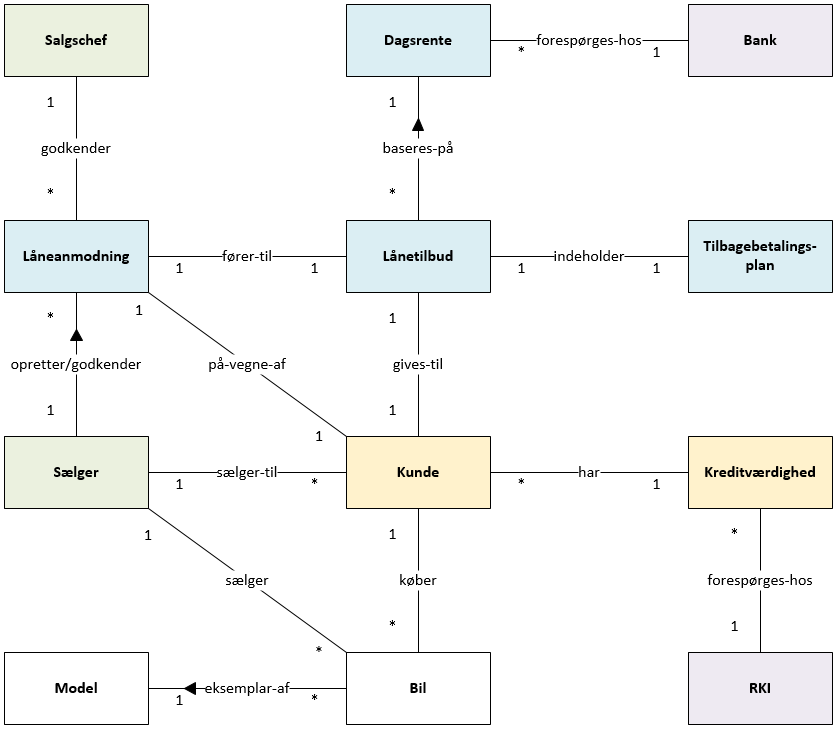 Salgschef
Dagsrente
* forespørges-hos 1
Bank
1
godkender
*
1
baseres-på
*
Låneanmodning
1 fører-til 1
Lånetilbud
1 indeholder 1
Tilbagebetalings-
plan
*
opretter/godkender
1
1
på-vegne-af
1
1
gives-til
1
Sælger
1 sælger-til *
Kunde
* har 1
Kreditværdighed
1
sælger
*
1
køber
*
*
forespørges-hos
1
Model
1 eksemplar-af *
Bil
RKI